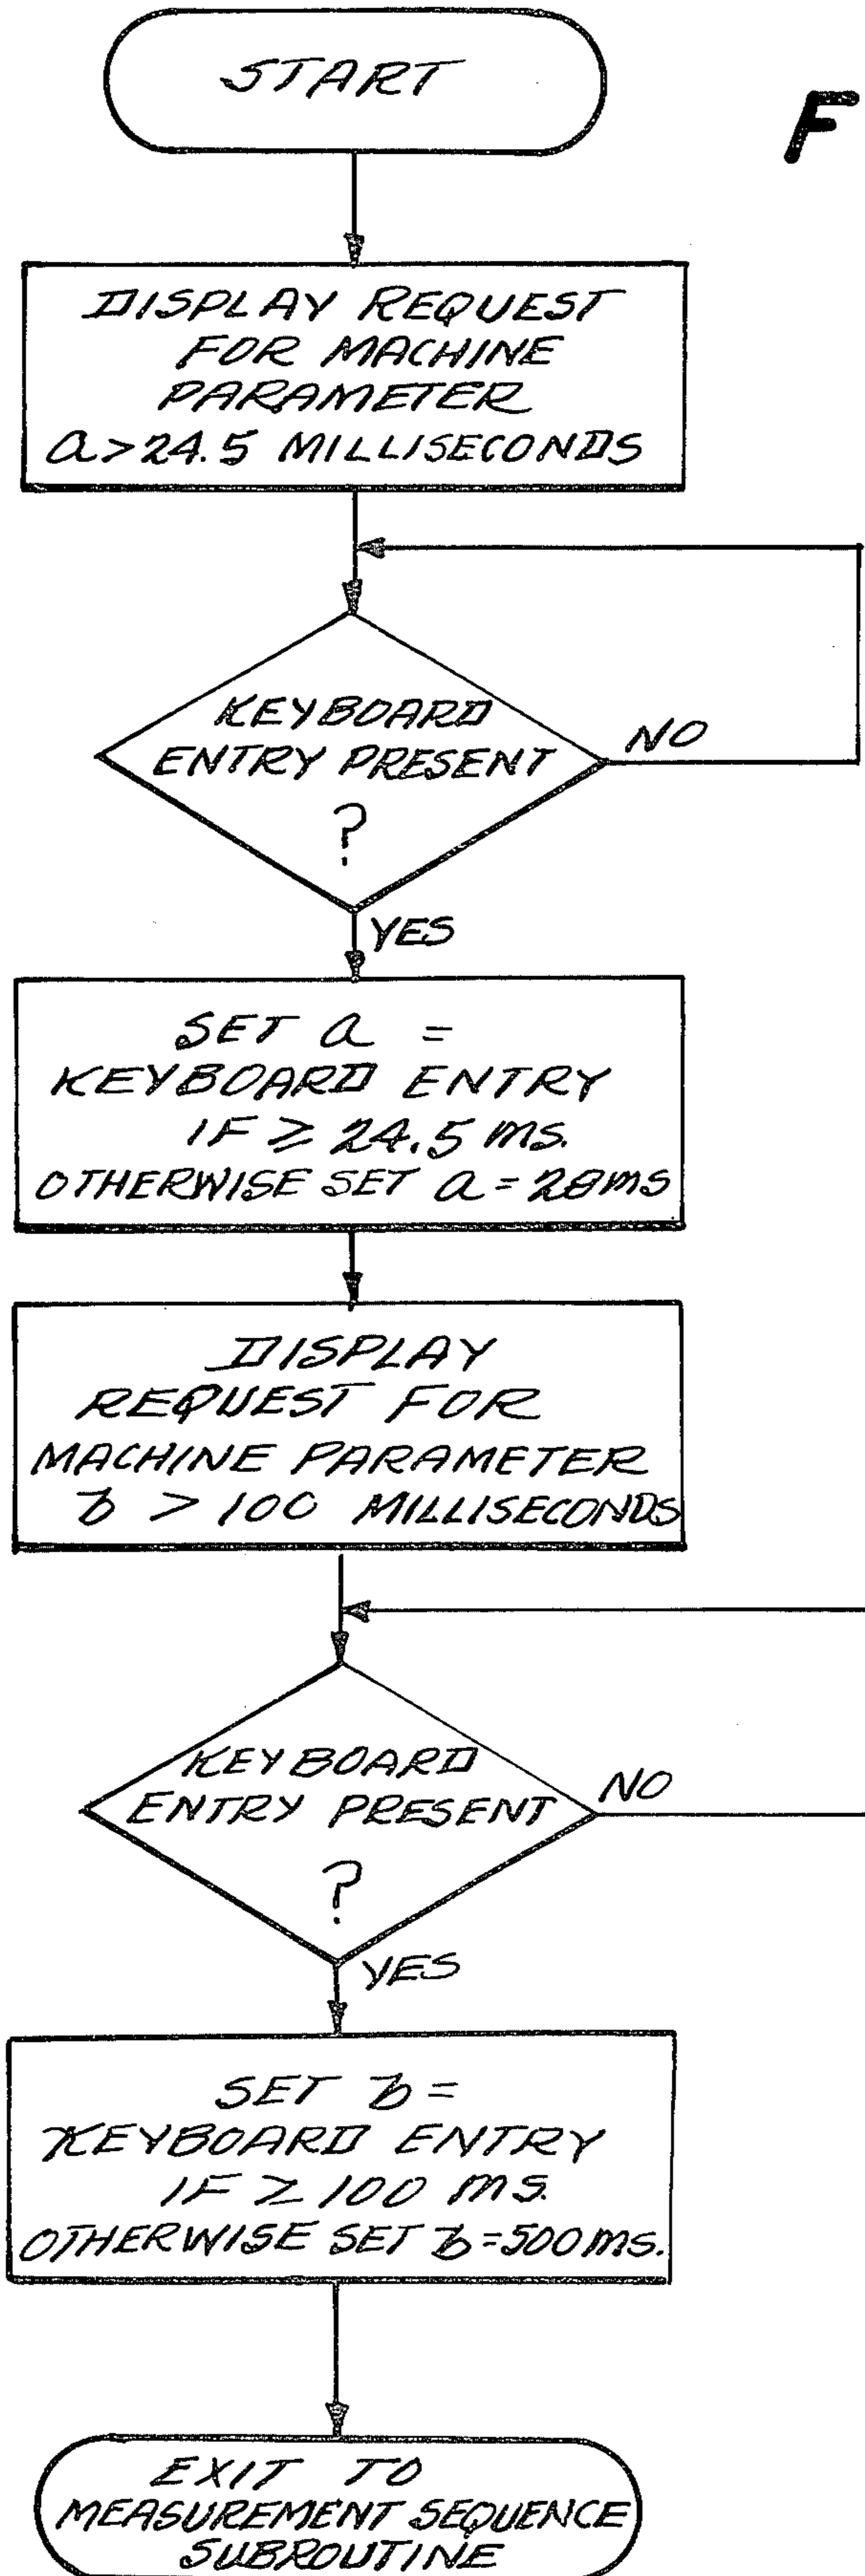 START
F
DISPLAY REQUEST
FOR MACHINE
PARAMETER
a>24.5 MILLISECONDS
KEYBOARD
ENTRY PRESENT
?
NO
YES
SET a =
KEYBOARD ENTRY
IF ≥ 24.5 ms.
OTHERWISE SET a = 28ms
DISPLAY
REQUEST FOR
MACHINE PARAMETER
b > 100 MILLISECONDS
KEYBOARD
ENTRY PRESENT
?
NO
YES
SET b =
KEYBOARD ENTRY
IF ≥ 100 ms.
OTHERWISE SET b=500ms.
EXIT TO
MEASUREMENT SEQUENCE
SUBROUTINE